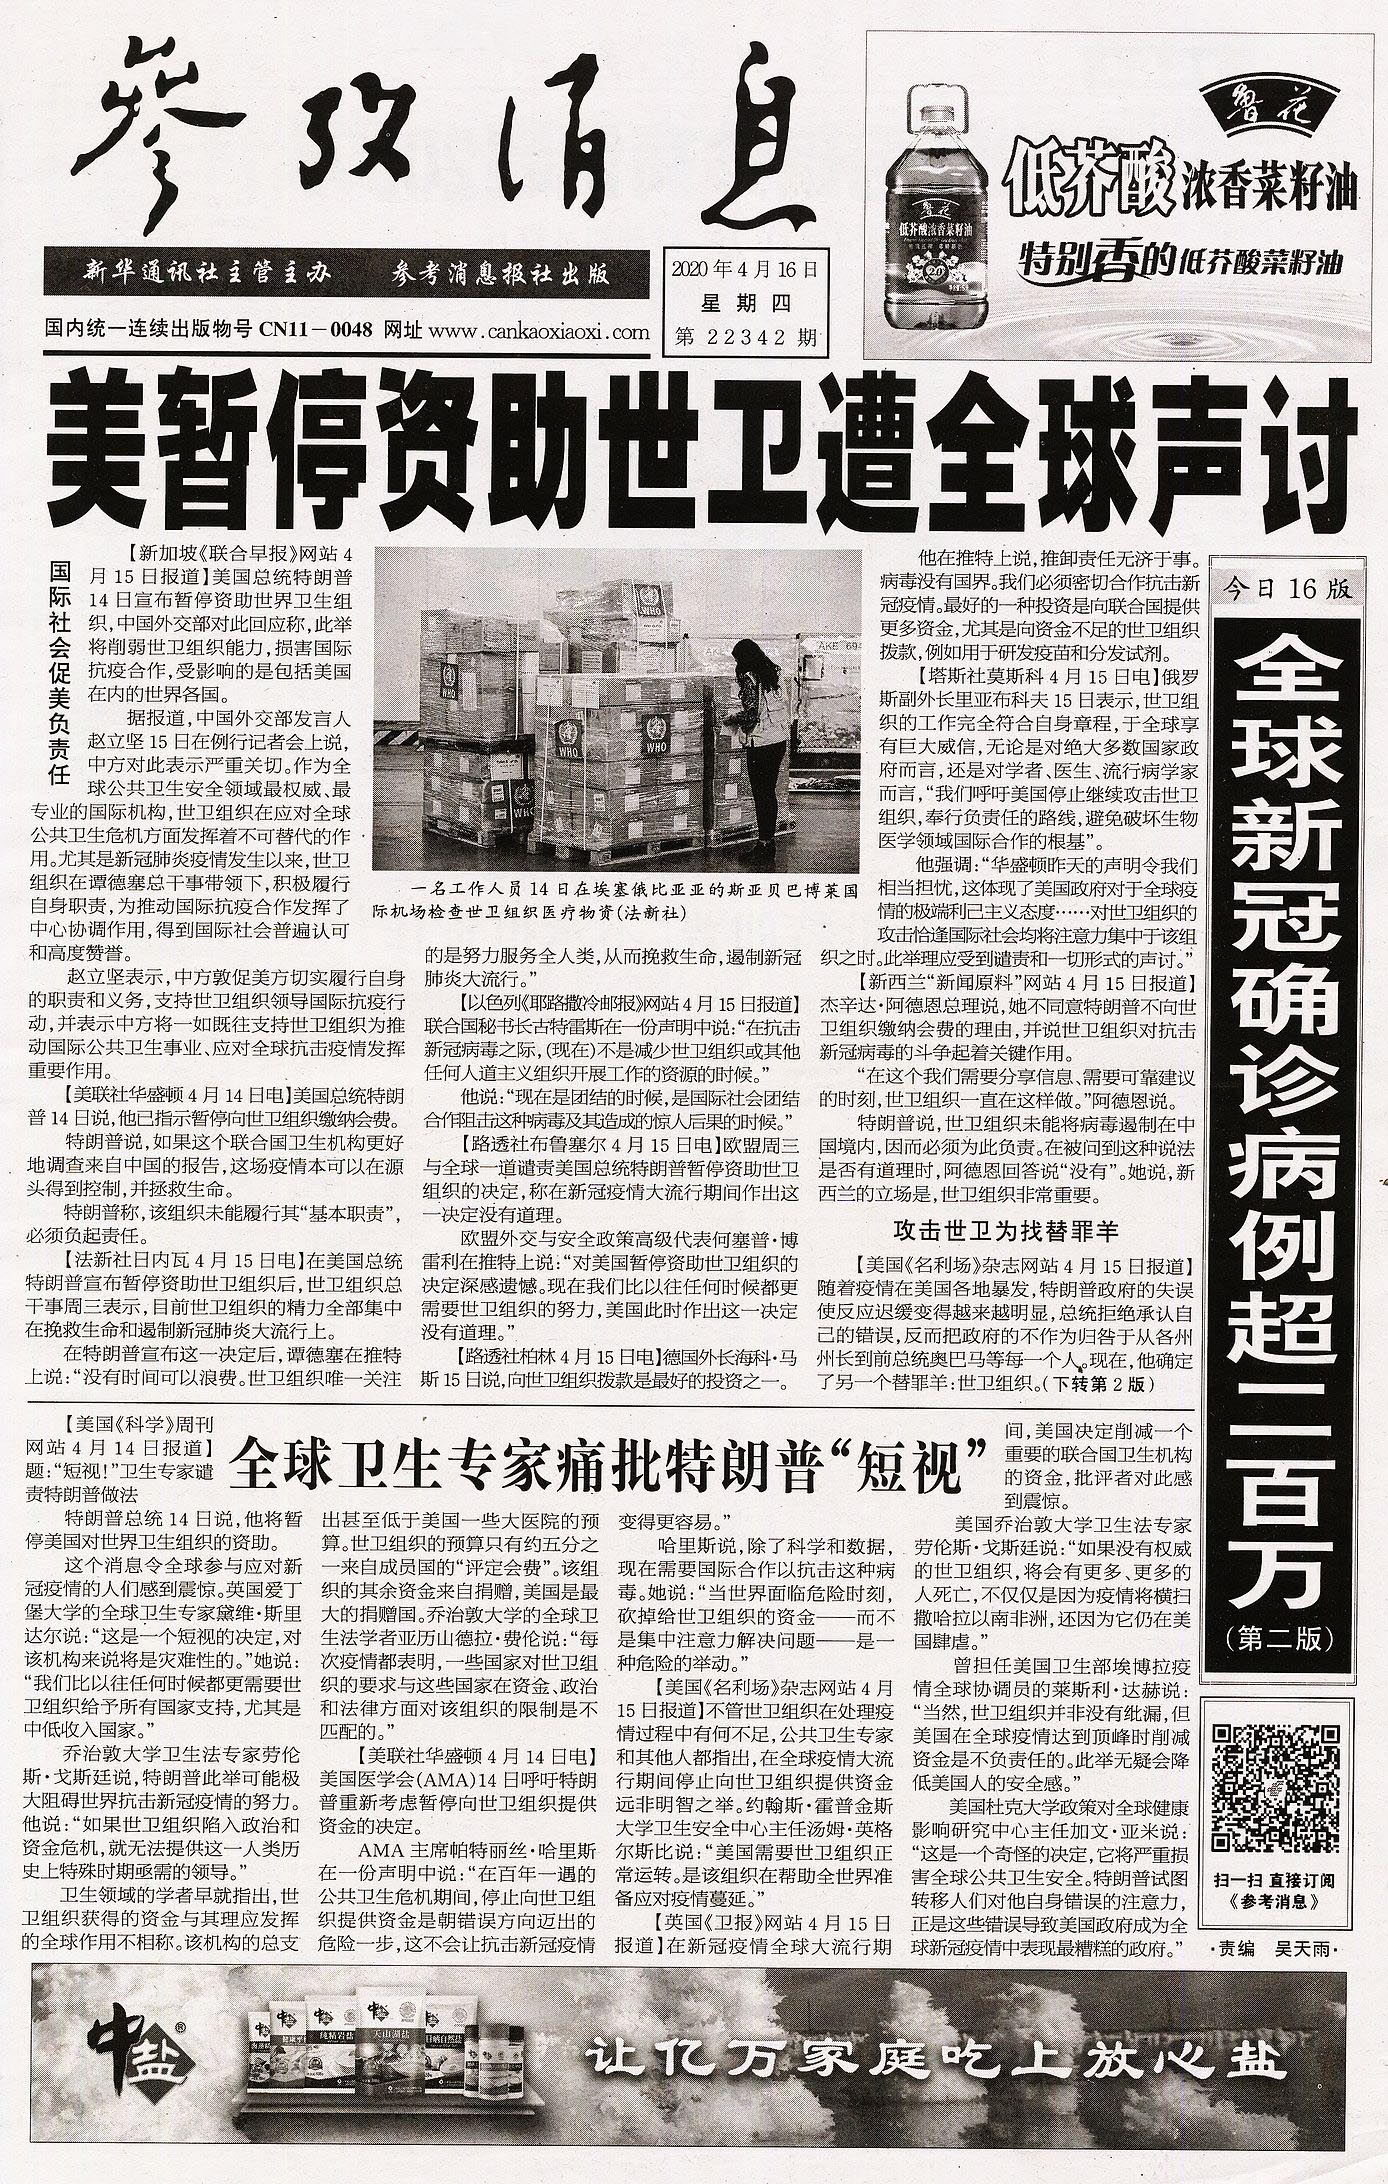 参考消息
新华通讯社主管主办 参考消息报社出版
国内统一连续出版物号 CN11－0048 网址 www.cankaoxiaoxi.com
2020年4月16日
星期四
第22342期
鲁花
低芥酸浓香菜籽油
特别香的低芥酸菜籽油
鲁花
低芥酸浓香菜籽油
美暂停资助世卫遭全球声讨
国际社会促美负责任
【新加坡《联合早报》网站4
月15日报道】美国总统特朗普
14日宣布暂停资助世界卫生组
织，中国外交部对此回应称，此举
将削弱世卫组织能力，损害国际
抗疫合作，受影响的是包括美国
在内的世界各国。
据报道，中国外交部发言人
赵立坚15日在例行记者会上说，
中方对此表示严重关切。作为全
球公共卫生安全领域最权威、最
专业的国际机构，世卫组织在应对全球
公共卫生危机方面发挥着不可替代的作
用。尤其是新冠肺炎疫情发生以来，世卫
组织在谭德塞总干事带领下，积极履行
自身职责，为推动国际抗疫合作发挥了
中心协调作用，得到国际社会普遍认可
和高度赞誉。
赵立坚表示，中方敦促美方切实履行自身
的职责和义务，支持世卫组织领导国际抗疫行
动，并表示中方将一如既往支持世卫组织为推
动国际公共卫生事业、应对全球抗击疫情发挥
重要作用。
【美联社华盛顿4月14日电】美国总统特朗
普14日说，他已指示暂停向世卫组织缴纳会费。
特朗普说，如果这个联合国卫生机构更好
地调查来自中国的报告，这场疫情本可以在源
头得到控制，并拯救生命。
特朗普称，该组织未能履行其“基本职责”，
必须负起责任。
【法新社日内瓦4月15日电】在美国总统
特朗普宣布暂停资助世卫组织后，世卫组织总
干事周三表示，目前世卫组织的精力全部集中
在挽救生命和遏制新冠肺炎大流行上。
在特朗普宣布这一决定后，谭德塞在推特
上说：“没有时间可以浪费。世卫组织唯一关注
WHO
WHO
WHO
WHO
AKE 694
一名工作人员14日在埃塞俄比亚亚的斯亚贝巴博莱国
际机场检查世卫组织医疗物资（法新社）
的是努力服务全人类，从而挽救生命，遏制新冠
肺炎大流行。”
【以色列《耶路撒冷邮报》网站4月15日报道】
联合国秘书长古特雷斯在一份声明中说：“在抗击
新冠病毒之际，（现在）不是减少世卫组织或其他
任何人道主义组织开展工作的资源的时候。”
他说：“现在是团结的时候，是国际社会团结
合作阻击这种病毒及其造成的惊人后果的时候。”
【路透社布鲁塞尔4月15日电】欧盟周三
与全球一道谴责美国总统特朗普暂停资助世卫
组织的决定，称在新冠疫情大流行期间作出这
一决定没有道理。
欧盟外交与安全政策高级代表何塞普·博
雷利在推特上说：“对美国暂停资助世卫组织的
决定深感遗憾。现在我们比以往任何时候都更
需要世卫组织的努力，美国此时作出这一决定
没有道理。”
【路透社柏林4月15日电】德国外长海科·马
斯15日说，向世卫组织拨款是最好的投资之一。
他在推特上说，推卸责任无济于事。
病毒没有国界。我们必须密切合作抗击新
冠疫情。最好的一种投资是向联合国提供
更多资金，尤其是向资金不足的世卫组织
拨款，例如用于研发疫苗和分发试剂。
【塔斯社莫斯科4月15日电】俄罗
斯副外长里亚布科夫15日表示，世卫组
织的工作完全符合自身章程，于全球享
有巨大威信，无论是对绝大多数国家政
府而言，还是对学者、医生、流行病学家
而言，“我们呼吁美国停止继续攻击世卫
组织，奉行负责任的路线，避免破坏生物
医学领域国际合作的根基”。
他强调：“华盛顿昨天的声明令我们
相当担忧，这体现了美国政府对于全球疫
情的极端利己主义态度……对世卫组织的
攻击恰逢国际社会均将注意力集中于该组
织之时。此举理应受到谴责和一切形式的声讨。”
【新西兰“新闻原料”网站4月15日报道】
杰辛达·阿德恩总理说，她不同意特朗普不向世
卫组织缴纳会费的理由，并说世卫组织对抗击
新冠病毒的斗争起着关键作用。
“在这个我们需要分享信息、需要可靠建议
的时刻，世卫组织一直在这样做。”阿德恩说。
特朗普说，世卫组织未能将病毒遏制在中
国境内，因而必须为此负责。在被问到这种说法
是否有道理时，阿德恩回答说“没有”。她说，新
西兰的立场是，世卫组织非常重要。
攻击世卫为找替罪羊
【美国《名利场》杂志网站4月15日报道】
随着疫情在美国各地暴发，特朗普政府的失误
使反应迟缓变得越来越明显，总统拒绝承认自
己的错误，反而把政府的不作为归咎于从各州
州长到前总统奥巴马等每一个人。现在，他确定
了另一个替罪羊：世卫组织。（下转第2版）
今日16版
全球新冠确诊病例超二百万
（第二版）
全球卫生专家痛批特朗普“短视”
【美国《科学》周刊
网站4月14日报道】
题：“短视！”卫生专家谴
责特朗普做法
特朗普总统14日说，他将暂
停美国对世界卫生组织的资助。
这个消息令全球参与应对新
冠疫情的人们感到震惊。英国爱丁
堡大学的全球卫生专家黛维·斯里
达尔说：“这是一个短视的决定，对
该机构来说将是灾难性的。”她说：
“我们比以往任何时候都更需要世
卫组织给予所有国家支持，尤其是
中低收入国家。”
乔治敦大学卫生法专家劳伦
斯·戈斯廷说，特朗普此举可能极
大阻碍世界抗击新冠疫情的努力。
他说：“如果世卫组织陷入政治和
资金危机，就无法提供这一人类历
史上特殊时期亟需的领导。”
卫生领域的学者早就指出，世
卫组织获得的资金与其理应发挥
的全球作用不相称。该机构的总支
出甚至低于美国一些大医院的预
算。世卫组织的预算只有约五分之
一来自成员国的“评定会费”。该组
织的其余资金来自捐赠，美国是最
大的捐赠国。乔治敦大学的全球卫
生法学者亚历山德拉·费伦说：“每
次疫情都表明，一些国家对世卫组
织的要求与这些国家在资金、政治
和法律方面对该组织的限制是不
匹配的。”
【美联社华盛顿4月14日电】
美国医学会（AMA）14日呼吁特朗
普重新考虑暂停向世卫组织提供
资金的决定。
AMA主席帕特丽丝·哈里斯
在一份声明中说：“在百年一遇的
公共卫生危机期间，停止向世卫组
织提供资金是朝错误方向迈出的
危险一步，这不会让抗击新冠疫情
变得更容易。”
哈里斯说，除了科学和数据，
现在需要国际合作以抗击这种病
毒。她说：“当世界面临危险时刻，
砍掉给世卫组织的资金——而不
是集中注意力解决问题——是一
种危险的举动。”
【美国《名利场》杂志网站4月
15日报道】不管世卫组织在处理疫
情过程中有何不足，公共卫生专家
和其他人都指出，在全球疫情大流
行期间停止向世卫组织提供资金
远非明智之举。约翰斯·霍普金斯
大学卫生安全中心主任汤姆·英格
尔斯比说：“美国需要世卫组织正
常运转。是该组织在帮助全世界准
备应对疫情蔓延。”
【英国《卫报》网站4月15日
报道】在新冠疫情全球大流行期
间，美国决定削减一个
重要的联合国卫生机构
的资金，批评者对此感
到震惊。
美国乔治敦大学卫生法专家
劳伦斯·戈斯廷说：“如果没有权威
的世卫组织，将会有更多、更多的
人死亡，不仅仅是因为疫情将横扫
撒哈拉以南非洲，还因为它仍在美
国肆虐。”
曾担任美国卫生部埃博拉疫
情全球协调员的莱斯利·达赫说：
“当然，世卫组织并非没有纰漏，但
美国在全球疫情达到顶峰时削减
资金是不负责任的。此举无疑会降
低美国人的安全感。”
美国杜克大学政策对全球健康
影响研究中心主任加文·亚米说：
“这是一个奇怪的决定，它将严重损
害全球公共卫生安全。特朗普试图
转移人们对他自身错误的注意力，
正是这些错误导致美国政府成为全
球新冠疫情中表现最糟糕的政府。”
扫一扫 直接订阅
《参考消息》
·责编 吴天雨·
中盐®
天山湖盐
让亿万家庭吃上放心盐